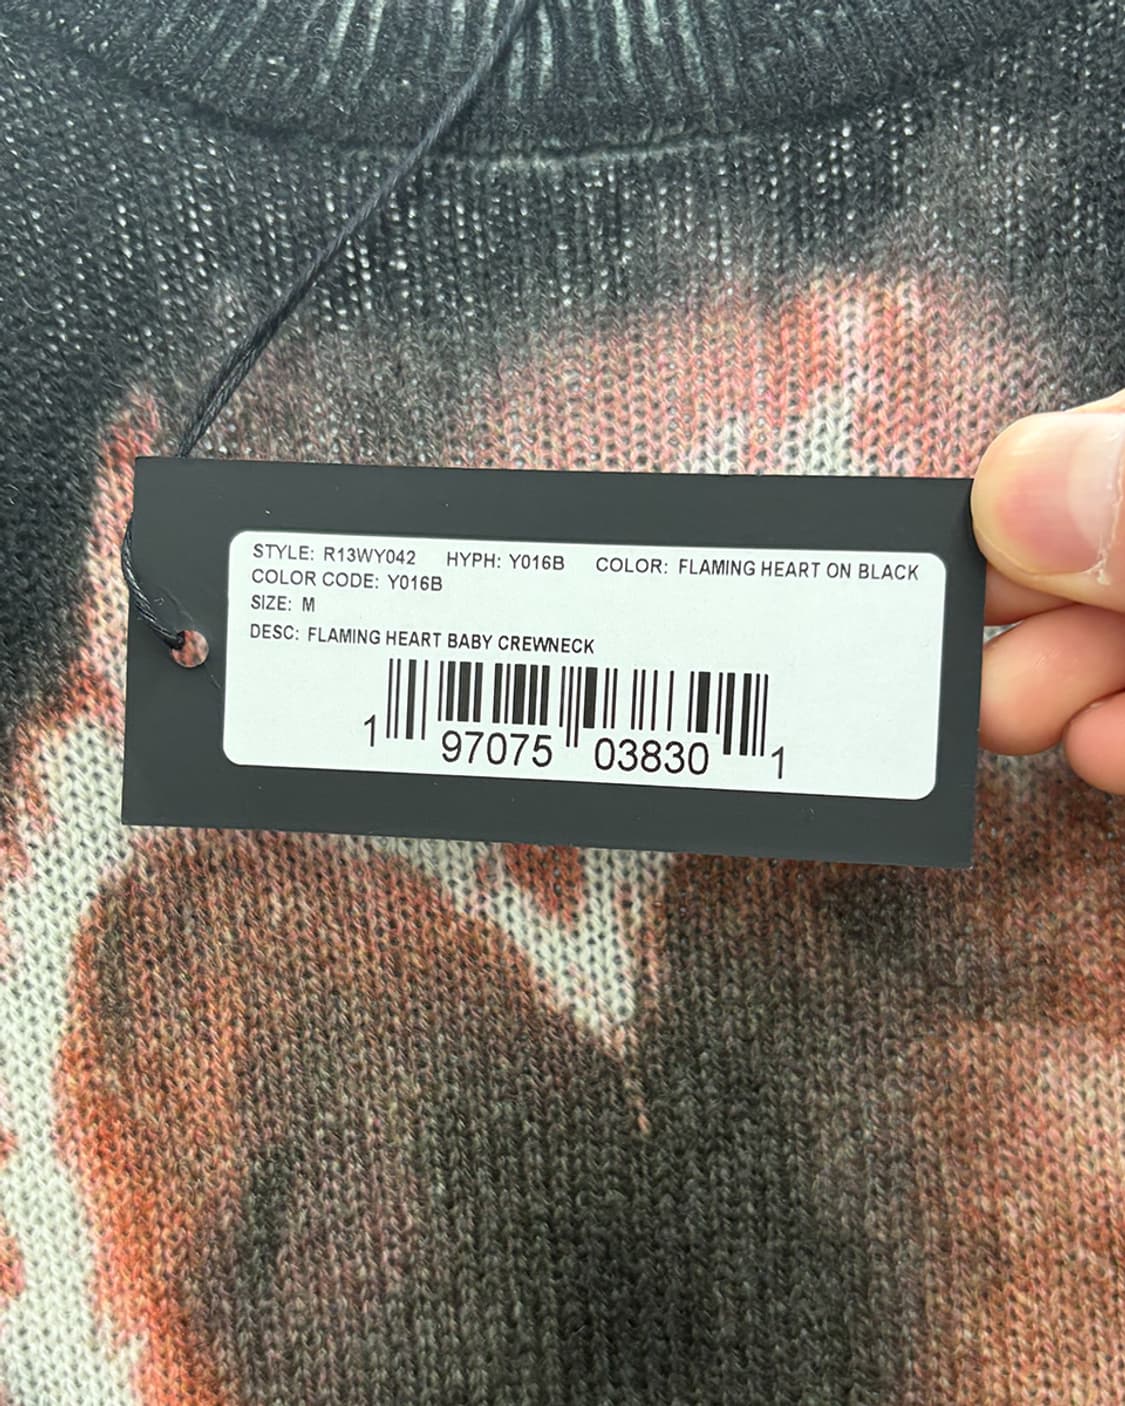 STYLE: R13WY042 HYPH: Y016B COLOR: FLAMING HEART ON BLACK
COLOR CODE: Y016B
SIZE: M
DESC: FLAMING HEART BABY CREWNECK
1 97075 03830 1